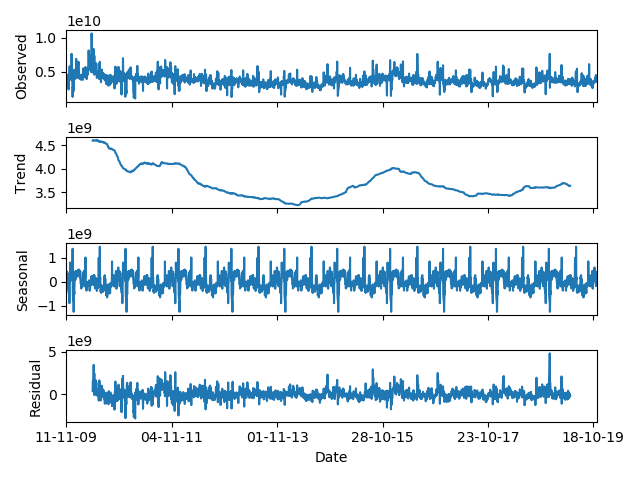 1e10
1.0
0.5
Observed
1e9
4.5
4.0
3.5
Trend
1e9
1
0
−1
Seasonal
1e9
5
0
Residual
11-11-09 04-11-11 01-11-13 28-10-15 23-10-17 18-10-19
Date